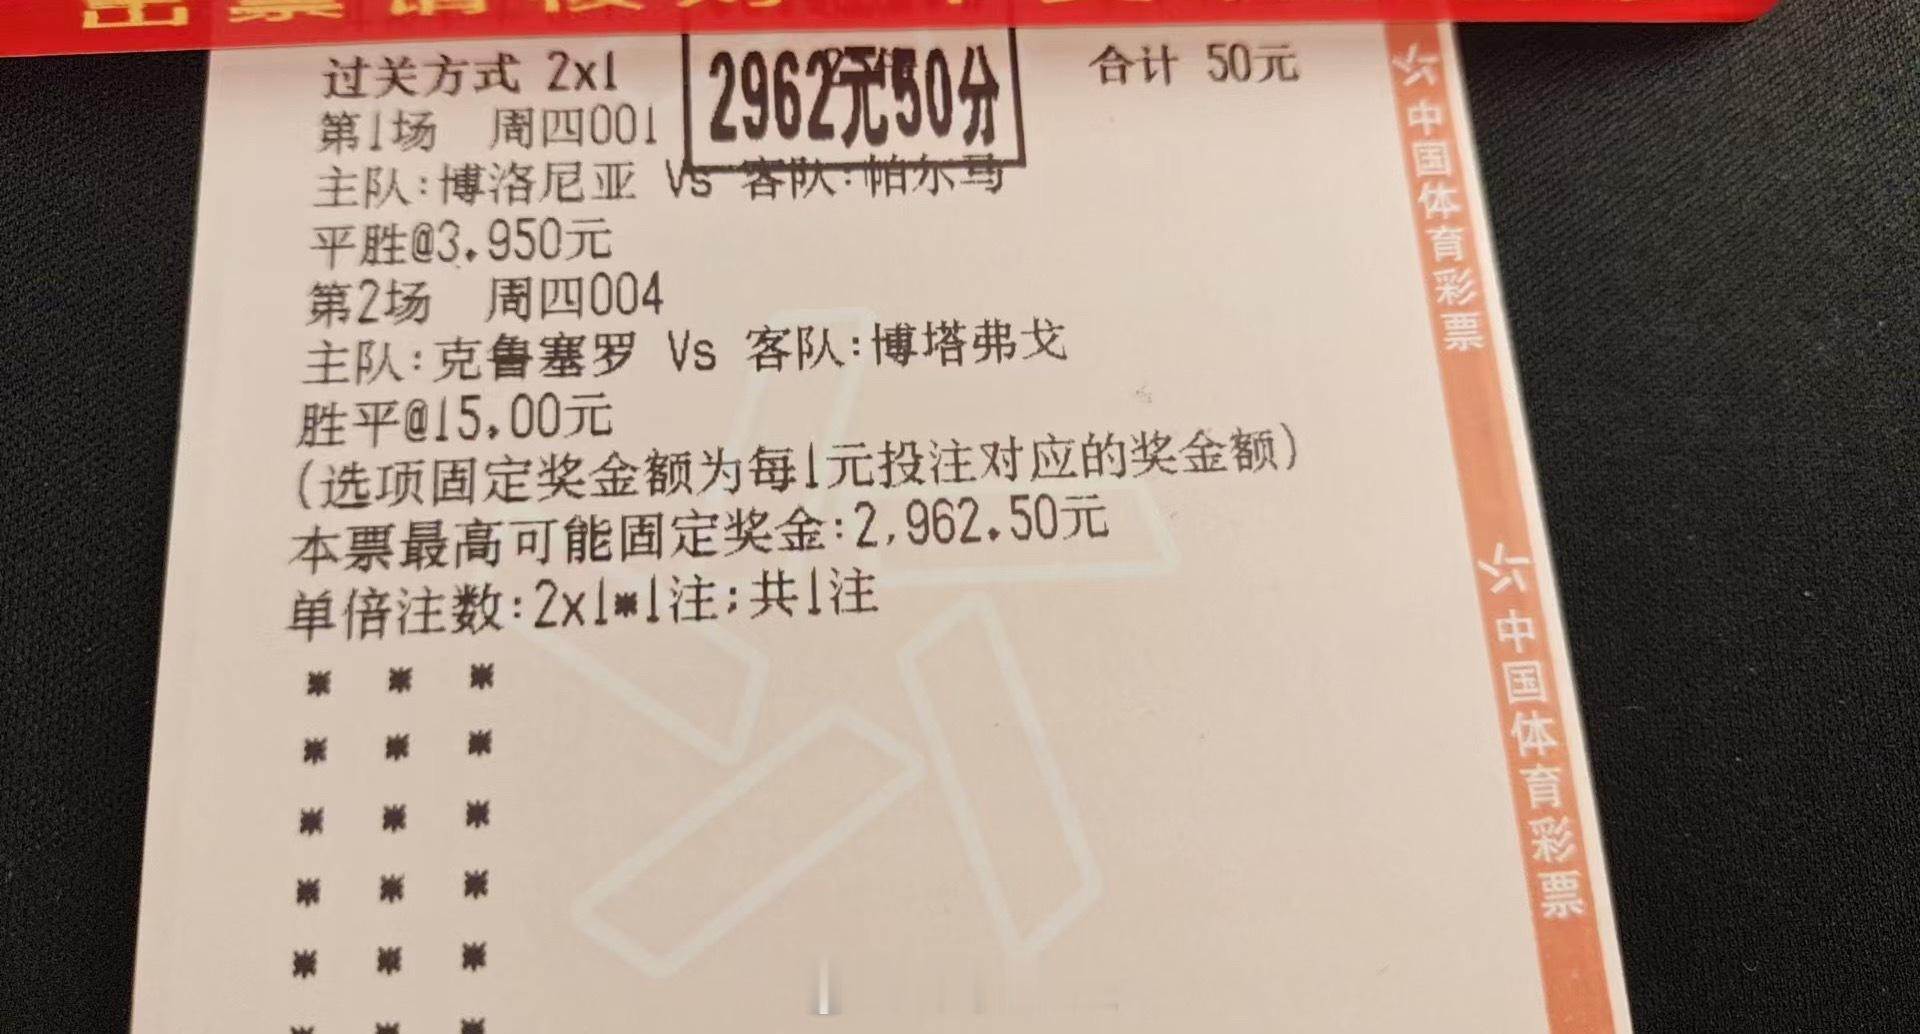 过关方式 2x1
2962元50分
合计 50元
第1场 周四001
主队:博洛尼亚 Vs 客队:帕尔马
平胜@3.950元
第2场 周四004
主队:克鲁塞罗 Vs 客队:博塔弗戈
胜平@15.00元
(选项固定奖金额为每1元投注对应的奖金额)
本票最高可能固定奖金:2,962.50元
单倍注数:2x1*1注;共1注
* * *
* * *
* * *
* * *
* * *
* * *
中国体育彩票
中国体育彩票